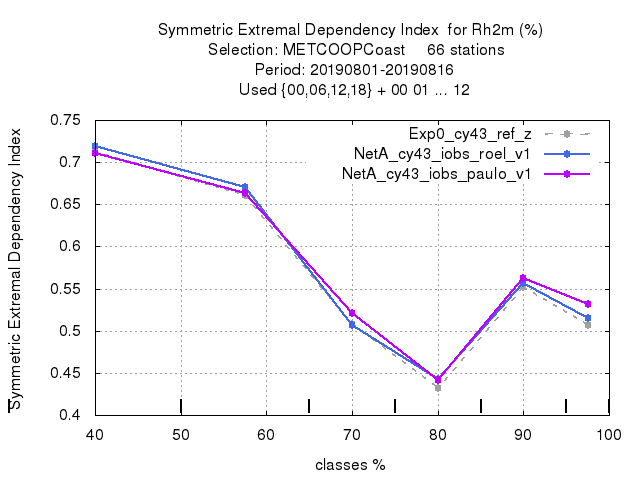 Symmetric Extremal Dependency Index  for Rh2m (%)
Selection: METCOOPCoast     66 stations
Period: 20190801-20190816
Used {00,06,12,18} + 00 01 ... 12
Symmetric Extremal Dependency Index
0.75
0.7
0.65
0.6
0.55
0.5
0.45
0.4
Exp0_cy43_ref_z
NetA_cy43_iobs_roel_v1
NetA_cy43_iobs_paulo_v1
40 50 60 70 80 90 100
classes %